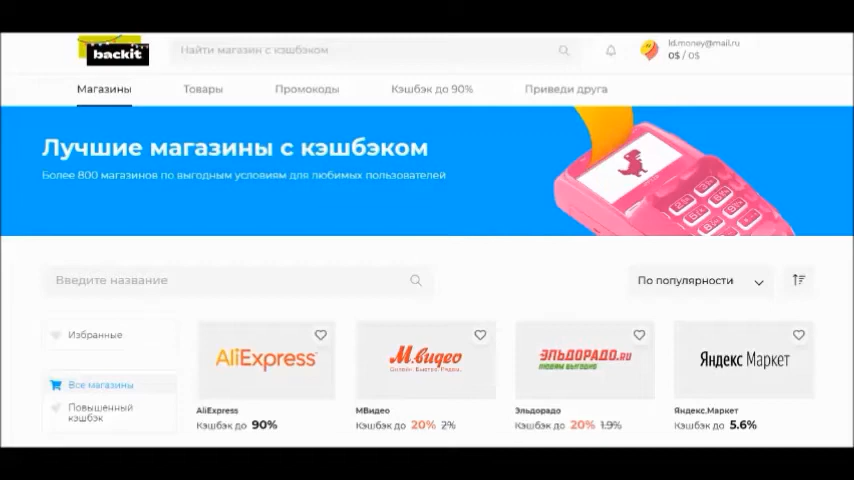 backit
Найти магазин с кэшбэком
ld.money@mail.ru
0$ / 0$
Магазины
Товары
Промокоды
Кэшбэк до 90%
Приведи друга
Лучшие магазины с кэшбэком
Более 800 магазинов по выгодным условиям для любимых пользователей
Введите название
По популярности
Избранные
Все магазины
Повышенный
кэшбэк
AliExpress
AliExpress
Кэшбэк до 90%
М.видео
МВидео
Кэшбэк до 20% 2%
ЭЛЬДОРАДО.RU
Эльдорадо
Кэшбэк до 20% 1.9%
Яндекс Маркет
Яндекс.Маркет
Кэшбэк до 5.6%